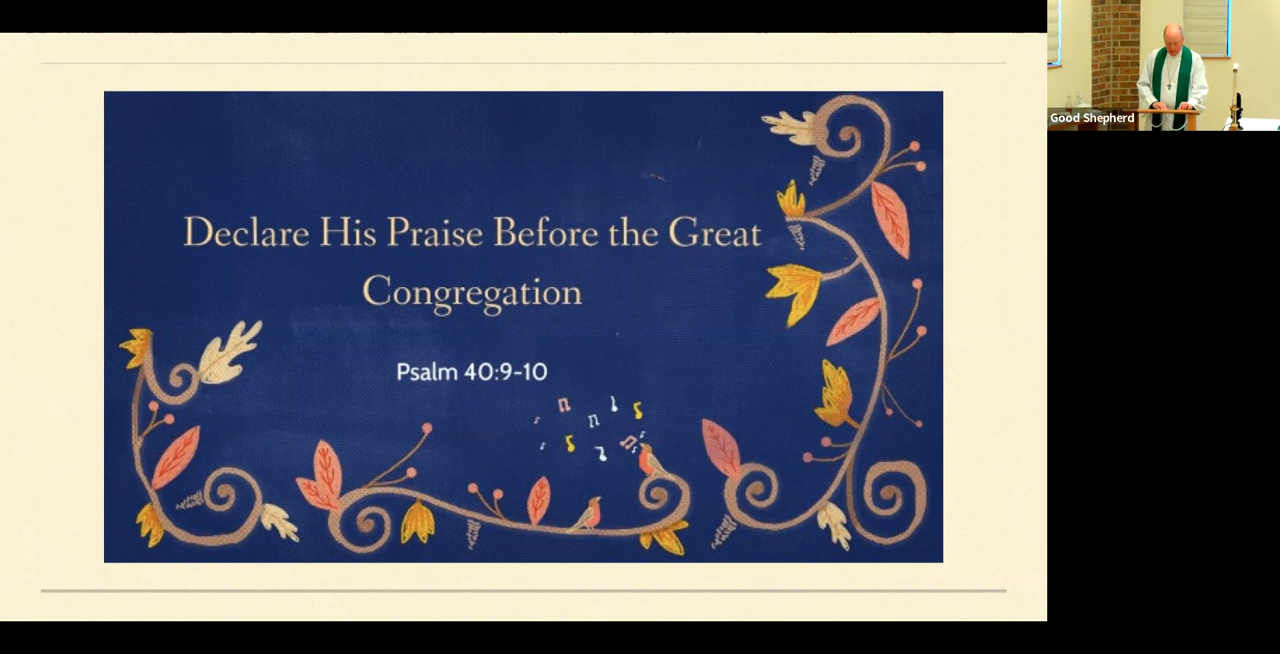 Declare His Praise Before the Great
Congregation
Psalm 40:9-10
Good Shepherd